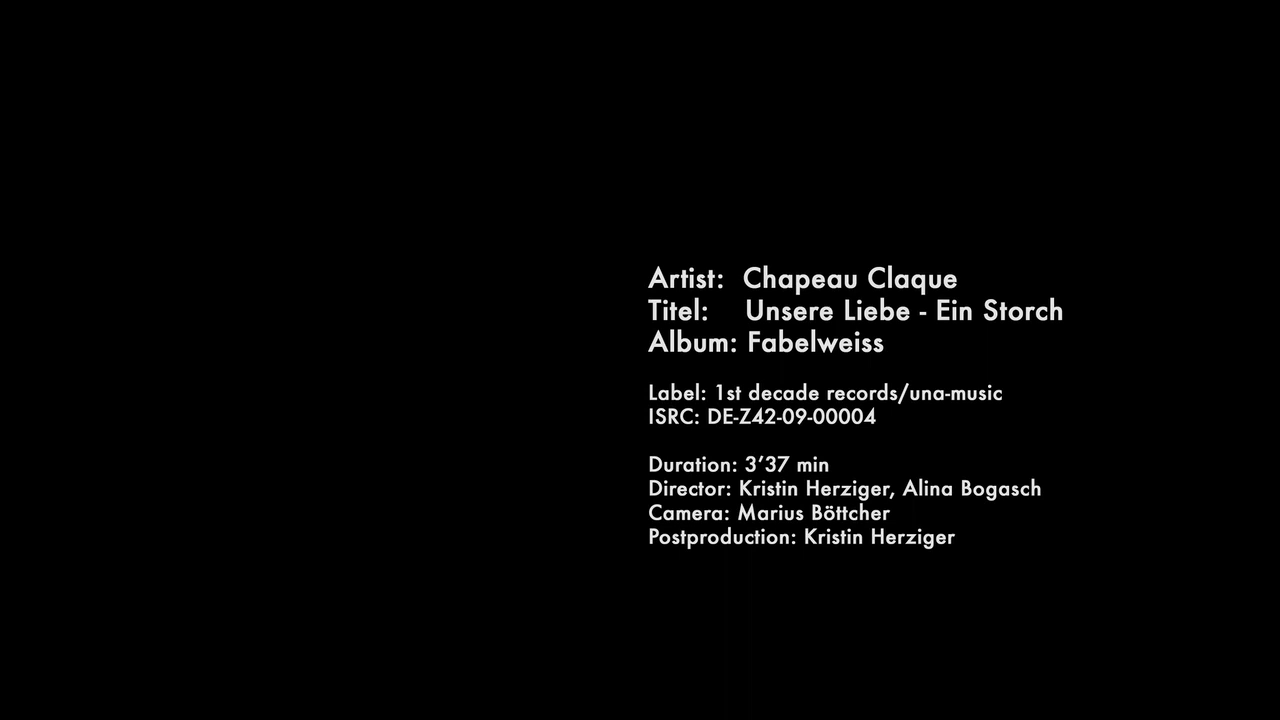 Artist: Chapeau Claque
Titel: Unsere Liebe - Ein Storch
Album: Fabelweiss
Label: 1st decade records/una-music
ISRC: DE-Z42-09-00004
Duration: 3’37 min
Director: Kristin Herziger, Alina Bogasch
Camera: Marius Böttcher
Postproduction: Kristin Herziger